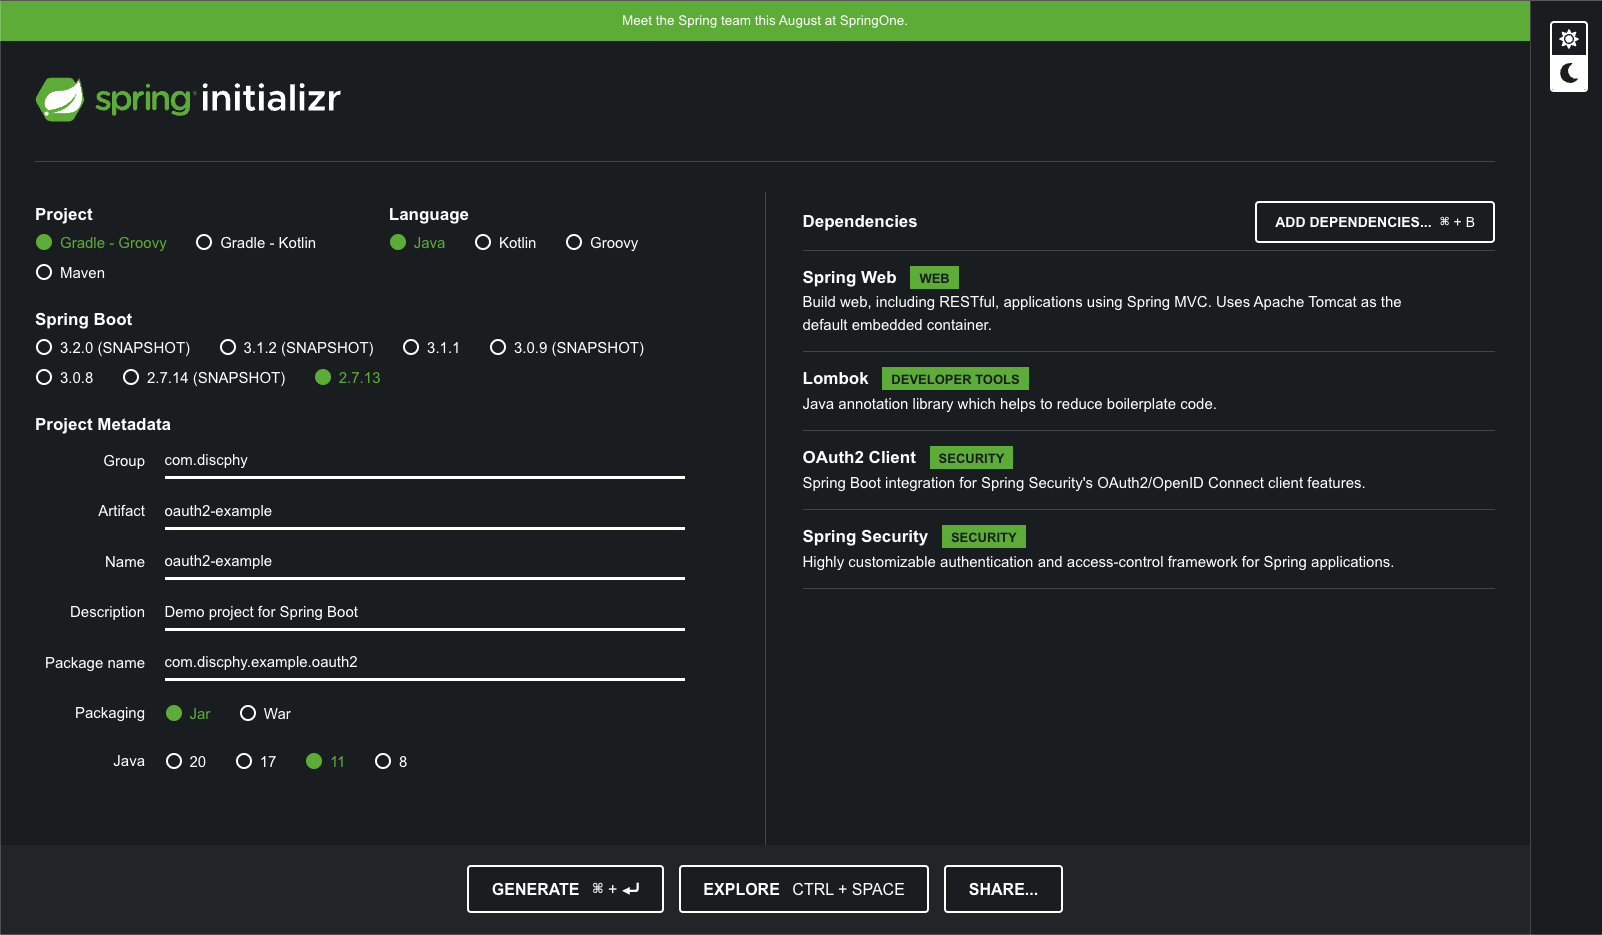 Meet the Spring team this August at SpringOne.
spring initializr
Project
Gradle - Groovy Gradle - Kotlin
Maven
Language
Java Kotlin Groovy
Spring Boot
3.2.0 (SNAPSHOT) 3.1.2 (SNAPSHOT) 3.1.1 3.0.9 (SNAPSHOT)
3.0.8 2.7.14 (SNAPSHOT) 2.7.13
Project Metadata
Group com.discphy
Artifact oauth2-example
Name oauth2-example
Description Demo project for Spring Boot
Package name com.discphy.example.oauth2
Packaging Jar War
Java 20 17 11 8
Dependencies
ADD DEPENDENCIES... ⌘ + B
Spring Web WEB
Build web, including RESTful, applications using Spring MVC. Uses Apache Tomcat as the
default embedded container.
Lombok DEVELOPER TOOLS
Java annotation library which helps to reduce boilerplate code.
OAuth2 Client SECURITY
Spring Boot integration for Spring Security's OAuth2/OpenID Connect client features.
Spring Security SECURITY
Highly customizable authentication and access-control framework for Spring applications.
GENERATE ⌘ + ⏎
EXPLORE CTRL + SPACE
SHARE...